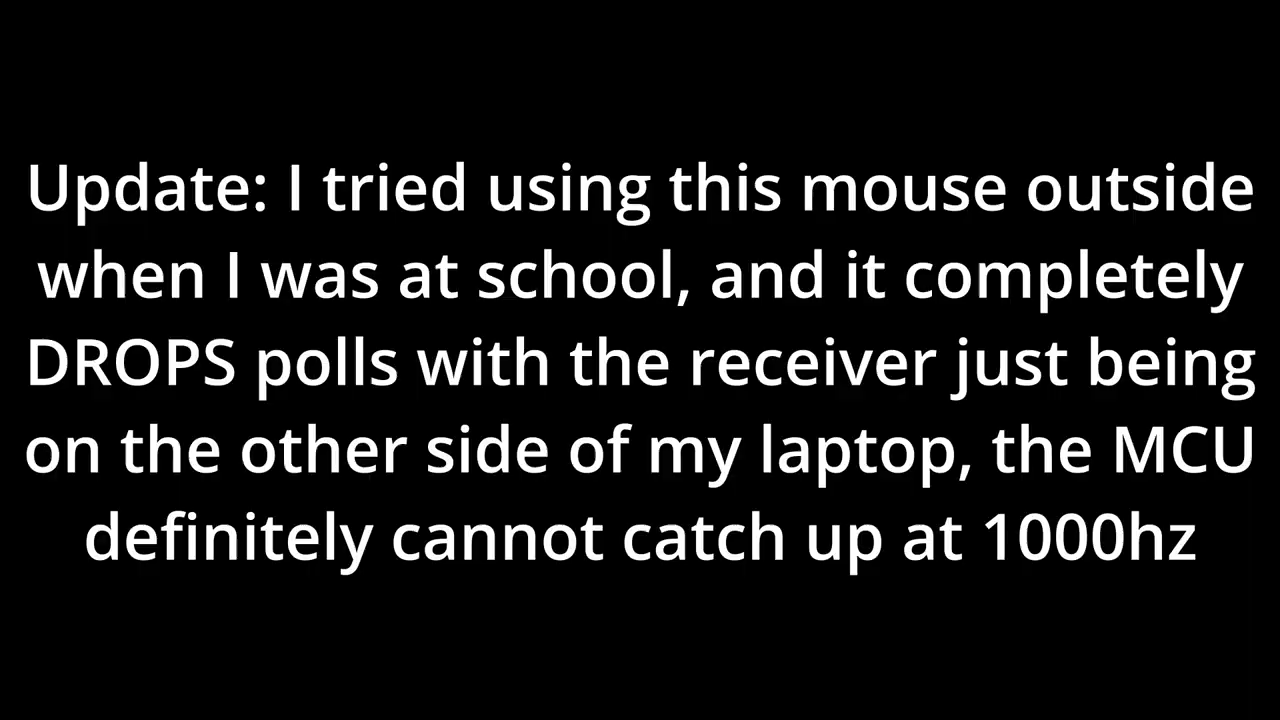 Update: I tried using this mouse outside
when I was at school, and it completely
DROPS polls with the receiver just being
on the other side of my laptop, the MCU
definitely cannot catch up at 1000hz